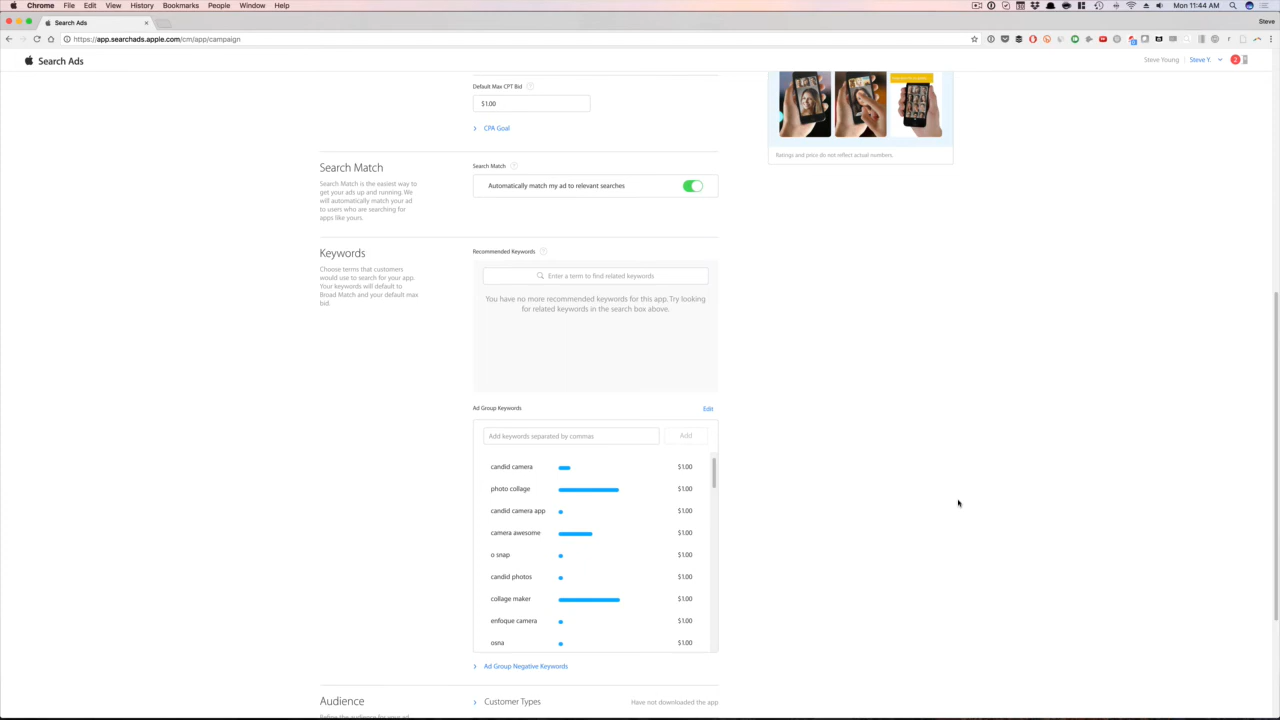 Chrome File Edit View History Bookmarks People Window Help
Mon 11:44 AM
Search Ads
Steve
https://app.searchads.apple.com/cm/app/campaign
Search Ads
Steve Young
Steve Y.
2
Default Max CPT Bid ?
$1.00
CPA Goal
Ratings and price do not reflect actual numbers.
Search Match
Search Match is the easiest way to
get your ads up and running. We
will automatically match your ad
to users who are searching for
apps like yours.
Search Match ?
Automatically match my ad to relevant searches
Keywords
Choose terms that customers
would use to search for your app.
Your keywords will default to
Broad Match and your default max
bid.
Recommended Keywords ?
Enter a term to find related keywords
You have no more recommended keywords for this app. Try looking
for related keywords in the search box above.
Ad Group Keywords
Edit
Add keywords separated by commas
Add
candid camera $1.00
photo collage $1.00
candid camera app $1.00
camera awesome $1.00
o snap $1.00
candid photos $1.00
collage maker $1.00
enfoque camera $1.00
osna $1.00
Ad Group Negative Keywords
Audience
Refine the audience for your ad
Customer Types
Have not downloaded the app